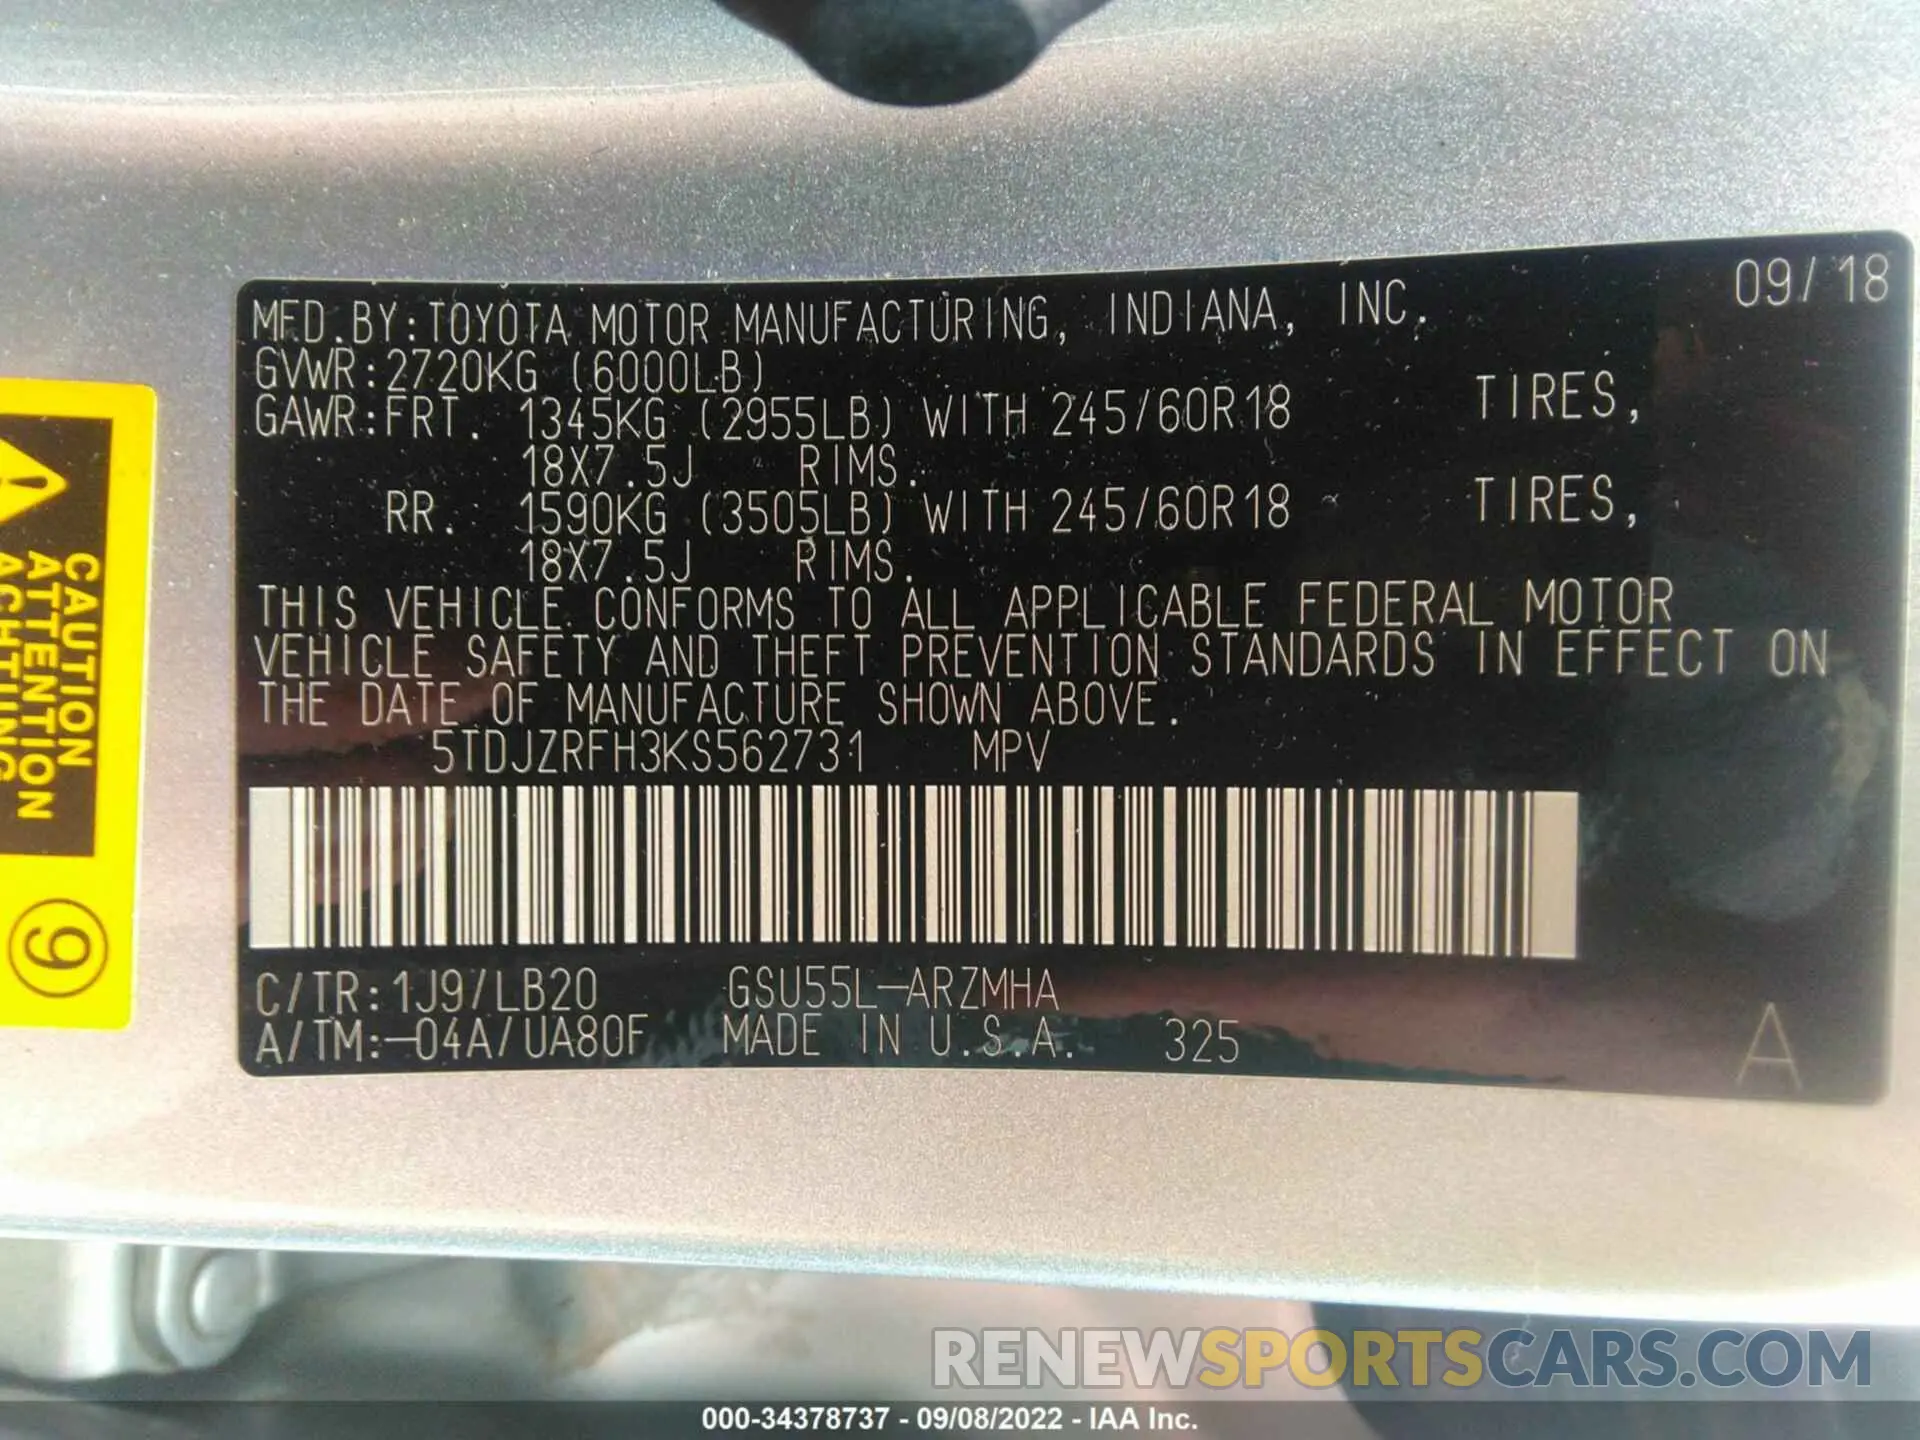 09/18
MFD.BY:TOYOTA MOTOR MANUFACTURING, INDIANA, INC.
GVWR:2720KG (6000LB)
GAWR:FRT. 1345KG (2955LB) WITH 245/60R18 TIRES,
18X7.5J RIMS.
RR. 1590KG (3505LB) WITH 245/60R18 TIRES,
18X7.5J RIMS.
THIS VEHICLE CONFORMS TO ALL APPLICABLE FEDERAL MOTOR
VEHICLE SAFETY AND THEFT PREVENTION STANDARDS IN EFFECT ON
THE DATE OF MANUFACTURE SHOWN ABOVE.
5TDJZRFH3KS562731 MPV
C/TR:1J9/LB20 GSU55L-ARZMHA
A/TM:-04A/UA80F MADE IN U.S.A. 325
A
CAUTION
ATTENTION
ACHTUNG
9
RENEWSPORTSCARS.COM
000-34378737 - 09/08/2022 - IAA Inc.